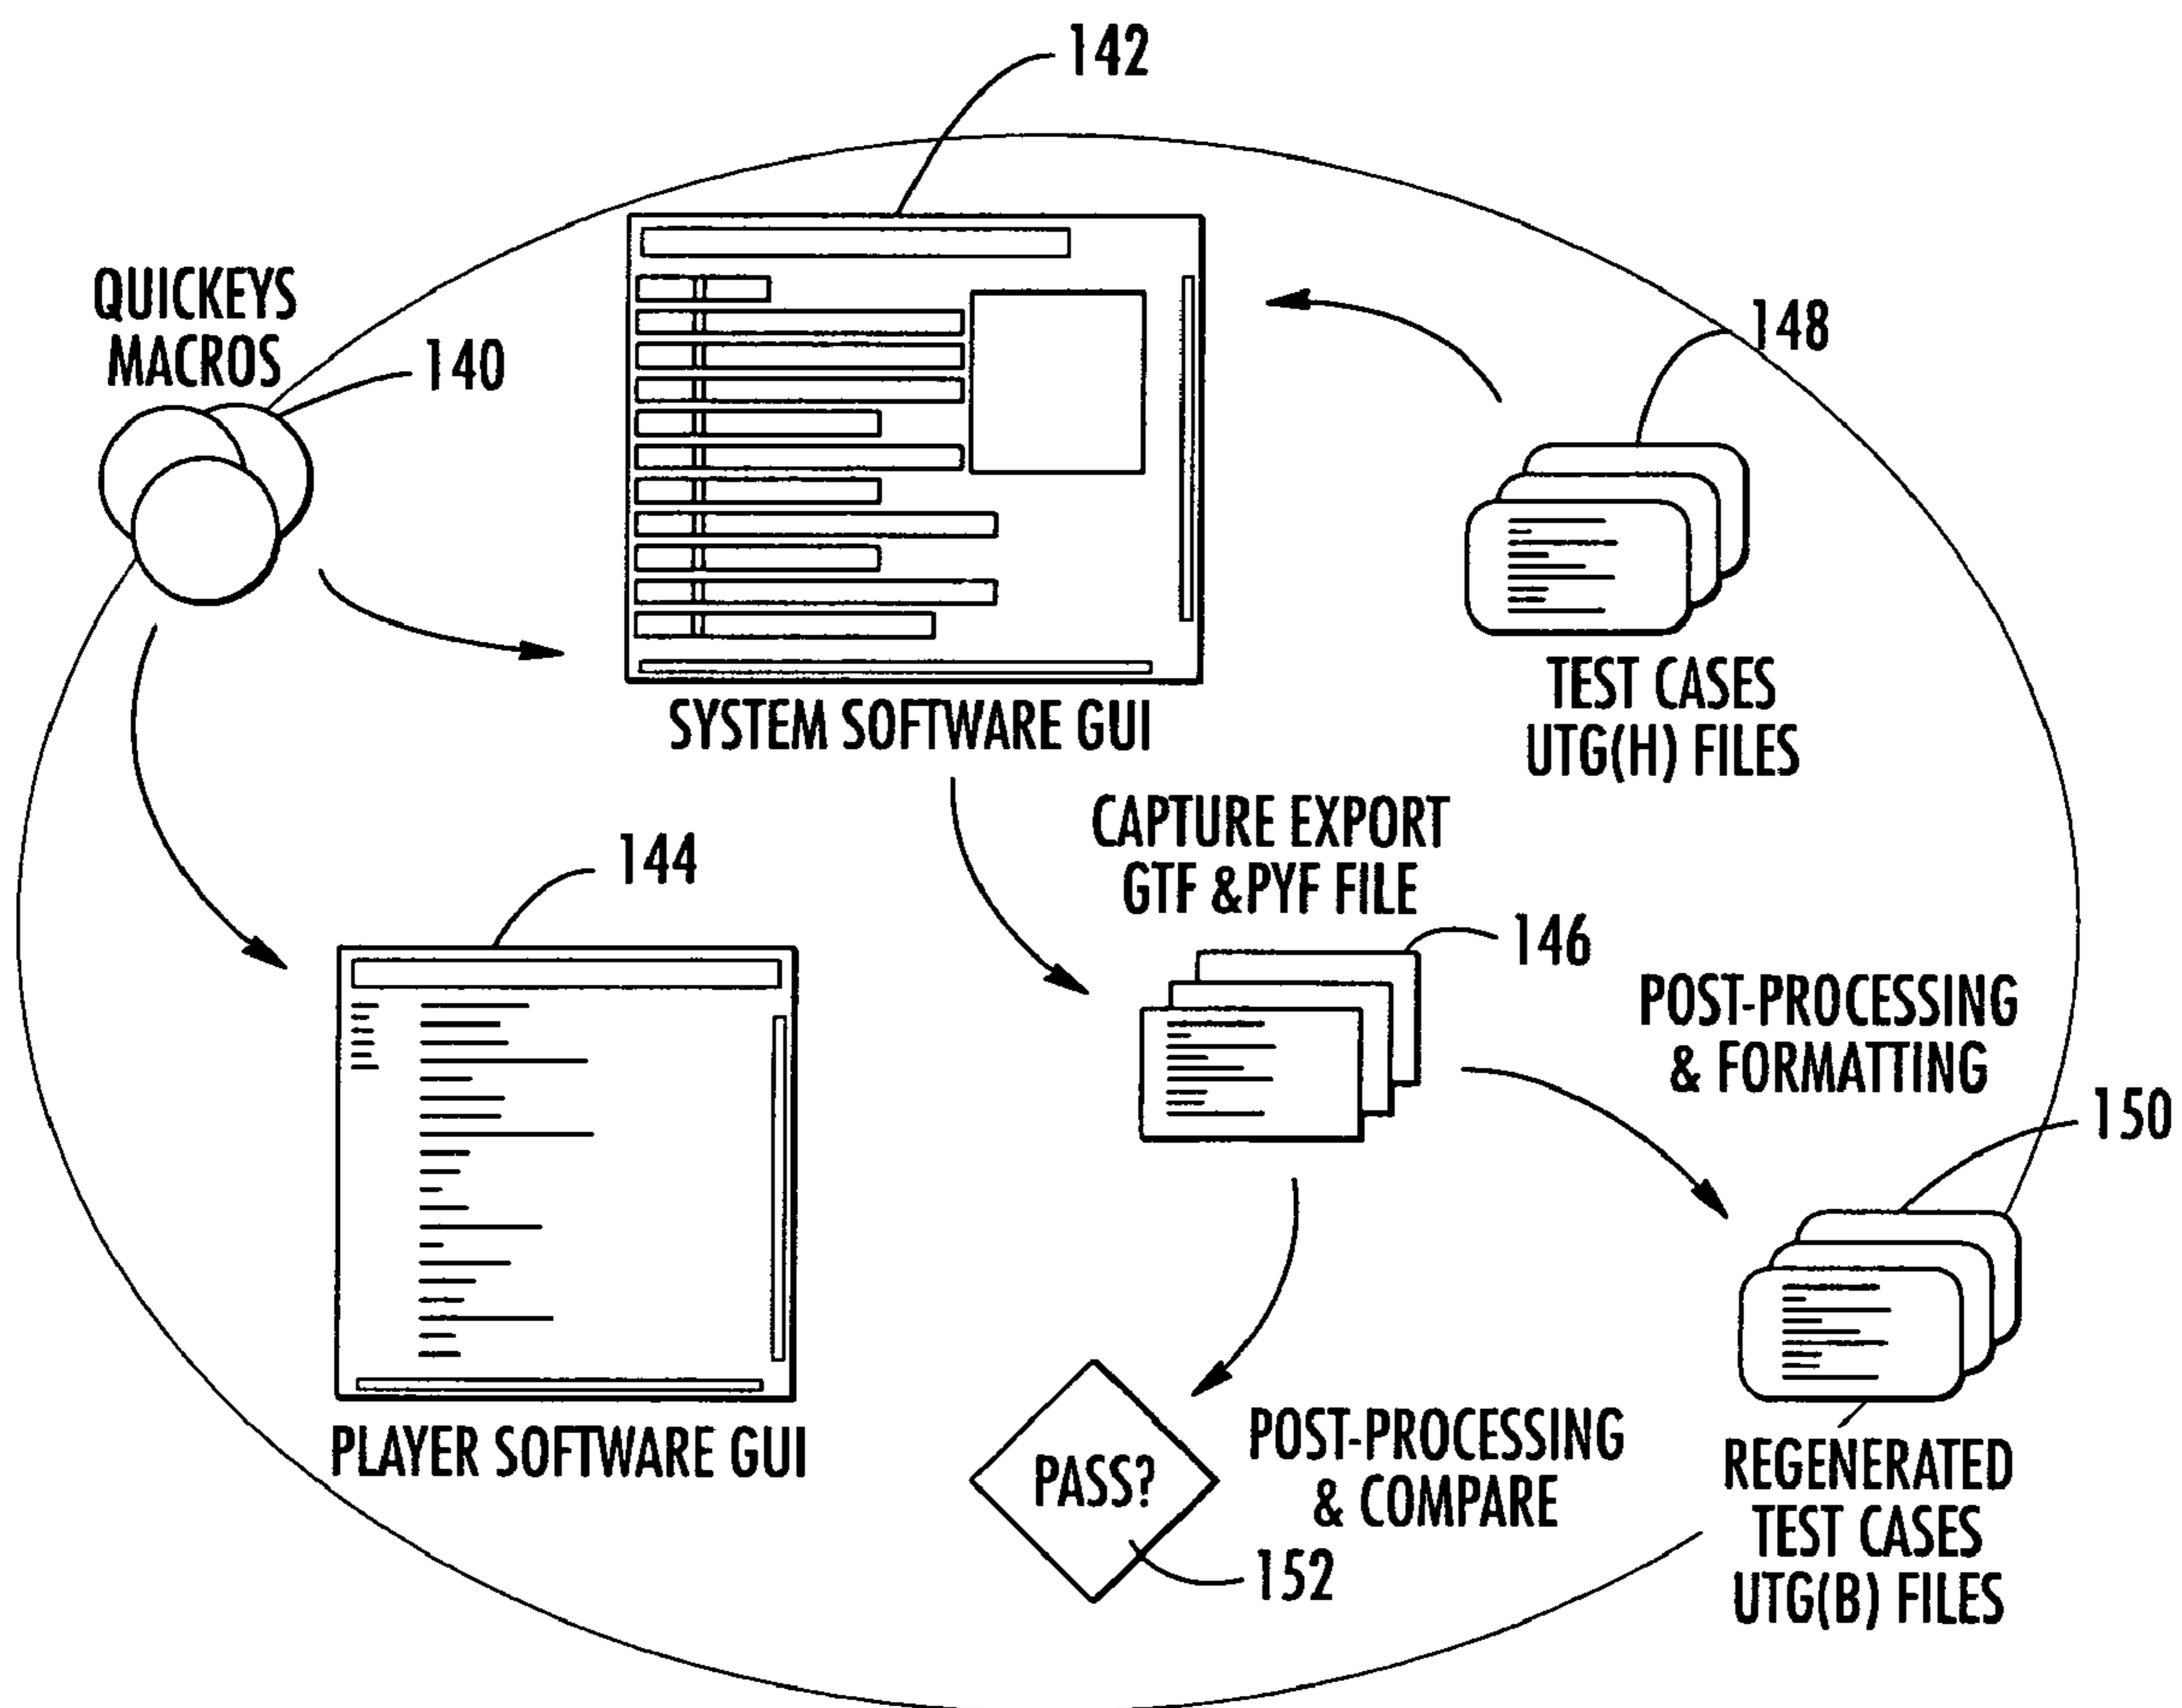 142
QUICKEYS
MACROS
140
148
SYSTEM SOFTWARE GUI
TEST CASES
UTG(H) FILES
CAPTURE EXPORT
GTF &PYF FILE
144
146
POST-PROCESSING
& FORMATTING
150
PLAYER SOFTWARE GUI
PASS?
POST-PROCESSING
& COMPARE
152
REGENERATED
TEST CASES
UTG(B) FILES